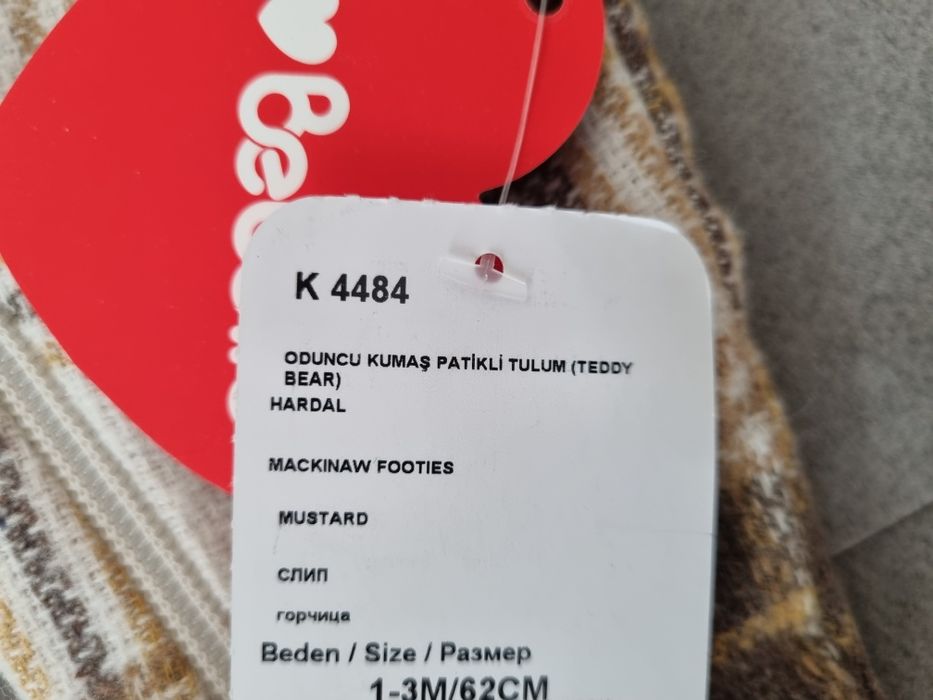 K 4484
ODUNCU KUMAŞ PATİKLİ TULUM (TEDDY
BEAR)
HARDAL
MACKINAW FOOTIES
MUSTARD
СЛИП
горчица
Beden / Size / Размер
1-3M/62CM